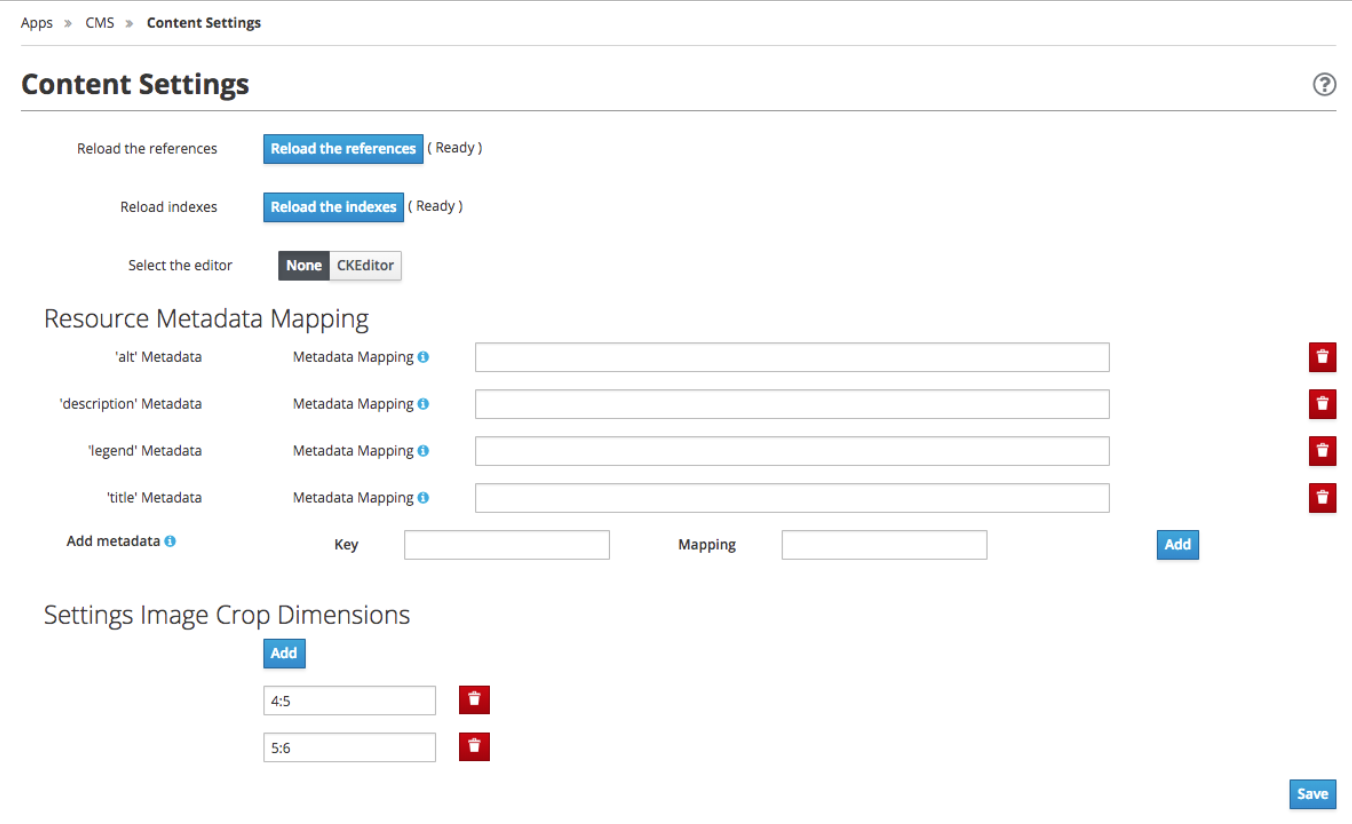 Apps » CMS » Content Settings
Content Settings
Reload the references Reload the references ( Ready )
Reload indexes Reload the indexes ( Ready )
Select the editor None CKEditor
Resource Metadata Mapping
'alt' Metadata Metadata Mapping
'description' Metadata Metadata Mapping
'legend' Metadata Metadata Mapping
'title' Metadata Metadata Mapping
Add metadata Key Mapping Add
Settings Image Crop Dimensions
Add
4:5
5:6
Save